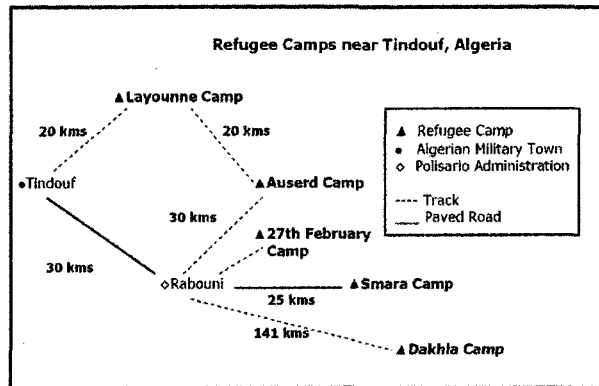 Refugee Camps near Tindouf, Algeria
Layounne Camp
20 kms
20 kms
Refugee Camp
Algerian Military Town
Polisario Administration
Track
Paved Road
Tindouf
Auserd Camp
30 kms
27th February
Camp
30 kms
Rabouni
Smara Camp
25 kms
141 kms
Dakhla Camp